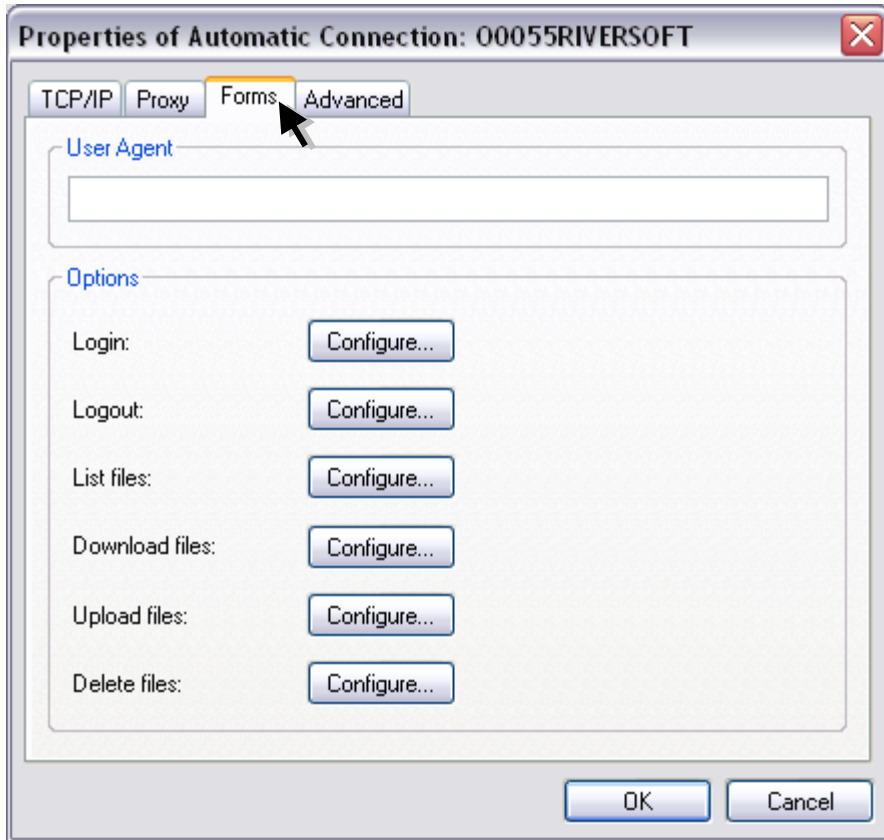 Properties of Automatic Connection: O0055RIVERSOFT
TCP/IP Proxy Forms Advanced
User Agent
Options
Login: Configure...
Logout: Configure...
List files: Configure...
Download files: Configure...
Upload files: Configure...
Delete files: Configure...
OK Cancel